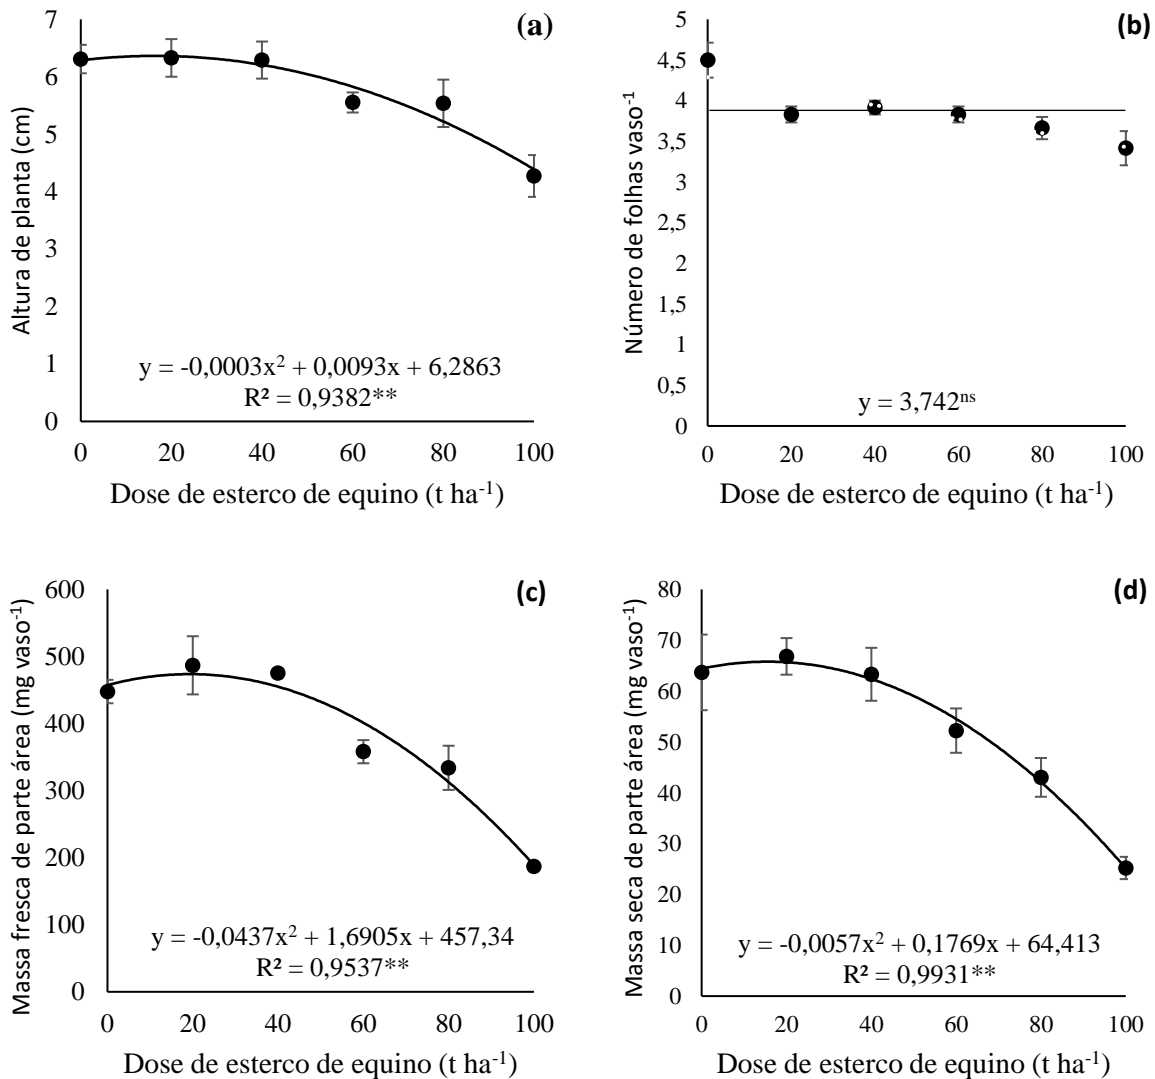 (a)
Altura de planta (cm)
7
6
5
4
3
2
1
0
y = -0,0003x² + 0,0093x + 6,2863
R² = 0,9382**
0 20 40 60 80 100
Dose de esterco de equino (t ha⁻¹)
(b)
Número de folhas vaso⁻¹
5
4,5
4
3,5
3
2,5
2
1,5
1
0,5
0
y = 3,742ⁿˢ
0 20 40 60 80 100
Dose de esterco de equino (t ha⁻¹)
(c)
Massa fresca de parte área (mg vaso⁻¹)
600
500
400
300
200
100
0
y = -0,0437x² + 1,6905x + 457,34
R² = 0,9537**
0 20 40 60 80 100
Dose de esterco de equino (t ha⁻¹)
(d)
Massa seca de parte área (mg vaso⁻¹)
80
70
60
50
40
30
20
10
0
y = -0,0057x² + 0,1769x + 64,413
R² = 0,9931**
0 20 40 60 80 100
Dose de esterco de equino (t ha⁻¹)